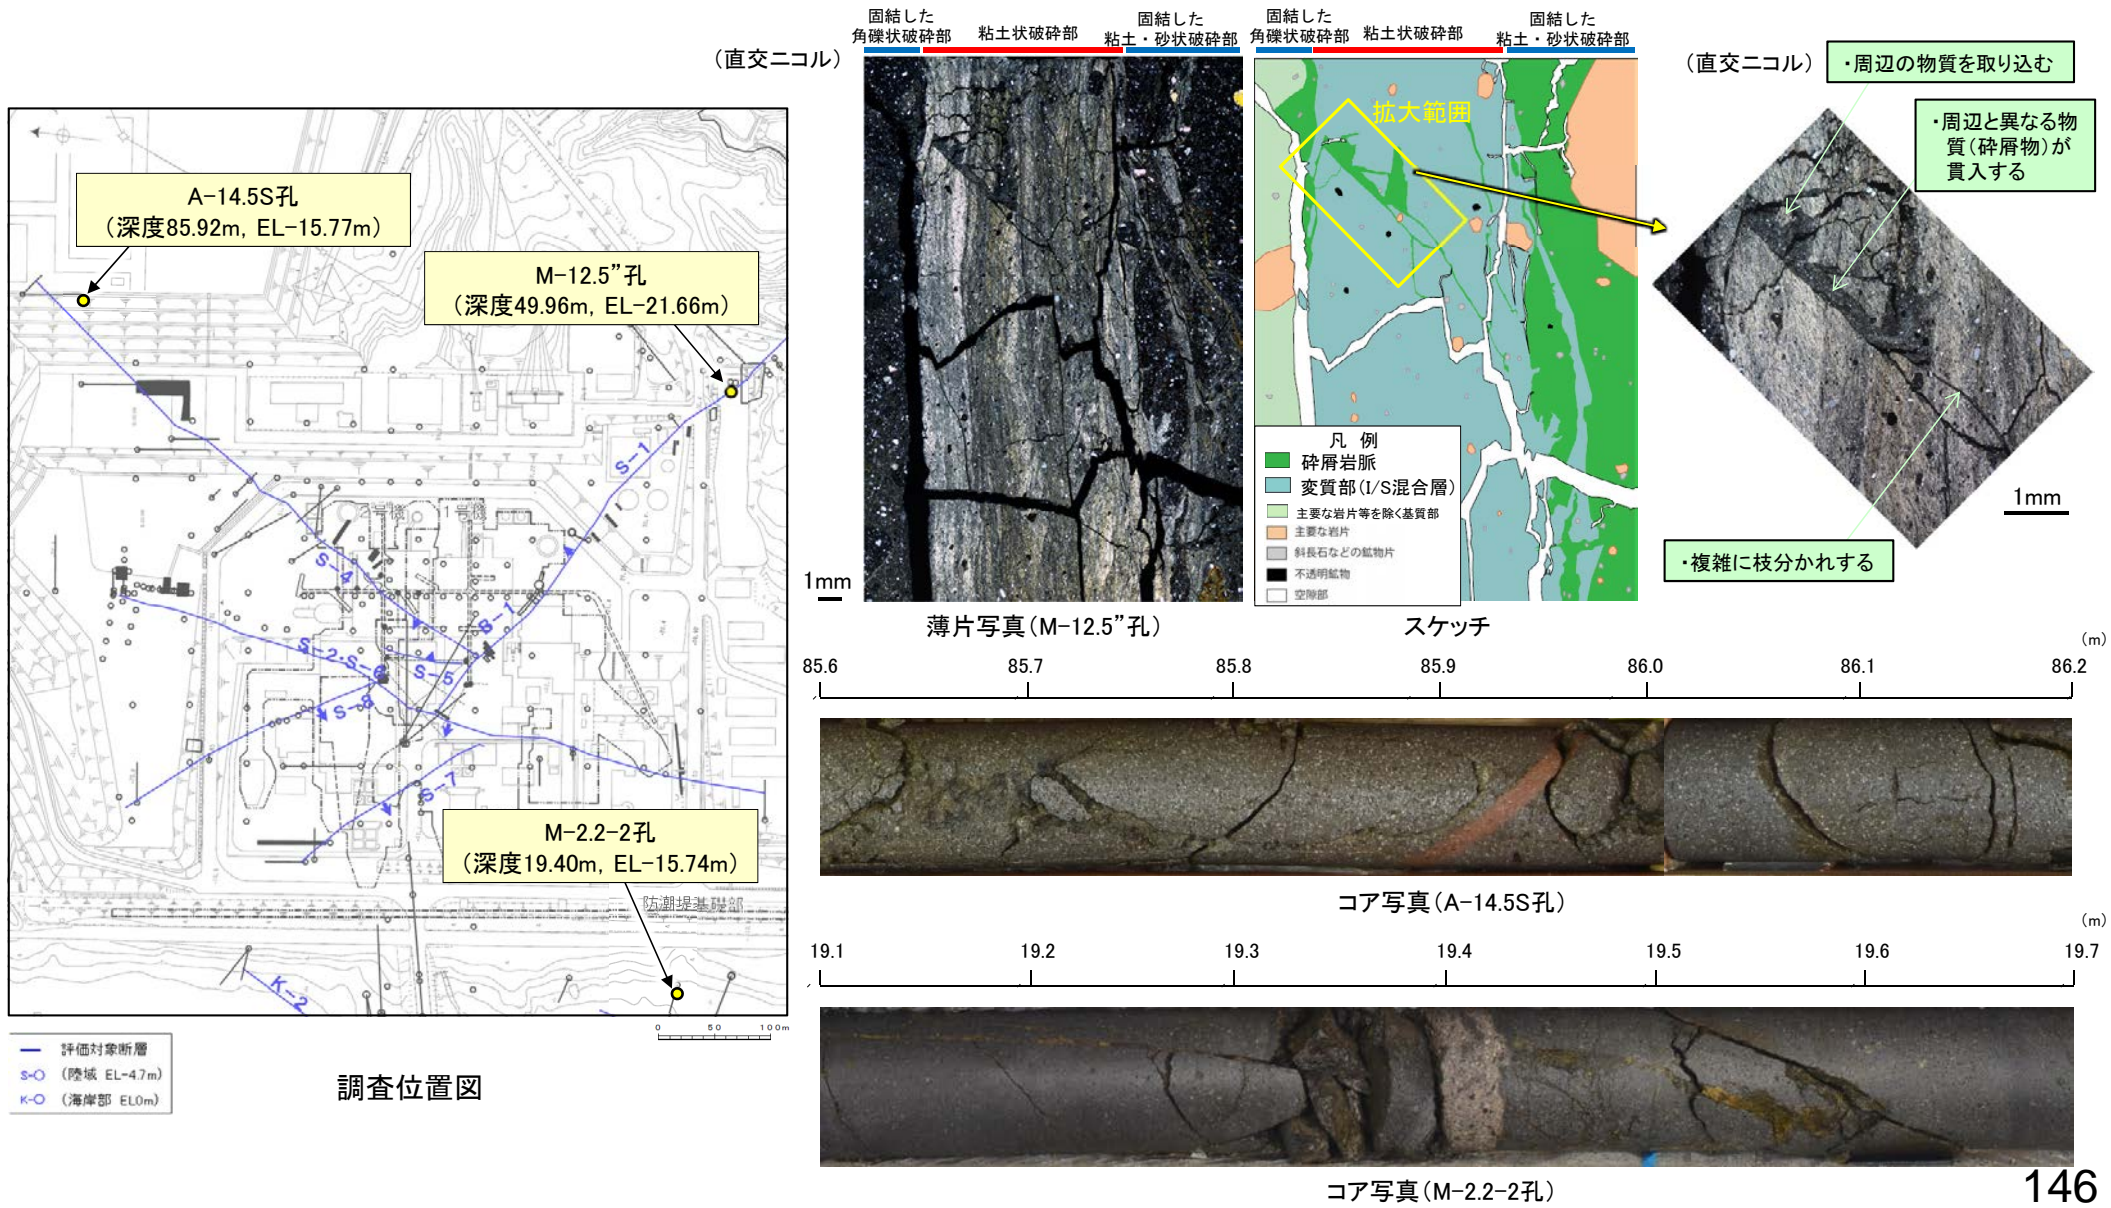 固結した
角礫状破砕部
粘土状破砕部
固結した
粘土・砂状破砕部
(直交ニコル)
固結した
角礫状破砕部
粘土状破砕部
固結した
粘土・砂状破砕部
(直交ニコル)
・周辺の物質を取り込む
・周辺と異なる物
質(砕屑物)が
貫入する
・複雑に枝分かれする
1mm
拡大範囲
凡 例
砕屑岩脈
変質部(I/S混合層)
主要な岩片等を除く基質部
主要な岩片
斜長石などの鉱物片
不透明鉱物
空隙部
1mm
薄片写真(M-12.5”孔)
スケッチ
A-14.5S孔
(深度85.92m, EL-15.77m)
M-12.5”孔
(深度49.96m, EL-21.66m)
S-1
2号機
1号機
S-4
B-1
S-2・S-6
S-5
S-8
S-7
M-2.2-2孔
(深度19.40m, EL-15.74m)
防潮堤基礎部
K-2
0 50 100m
評価対象断層
S-○ (陸域 EL-4.7m)
K-○ (海岸部 EL0m)
調査位置図
(m)
85.6 85.7 85.8 85.9 86.0 86.1 86.2
コア写真(A-14.5S孔)
(m)
19.1 19.2 19.3 19.4 19.5 19.6 19.7
コア写真(M-2.2-2孔)
146